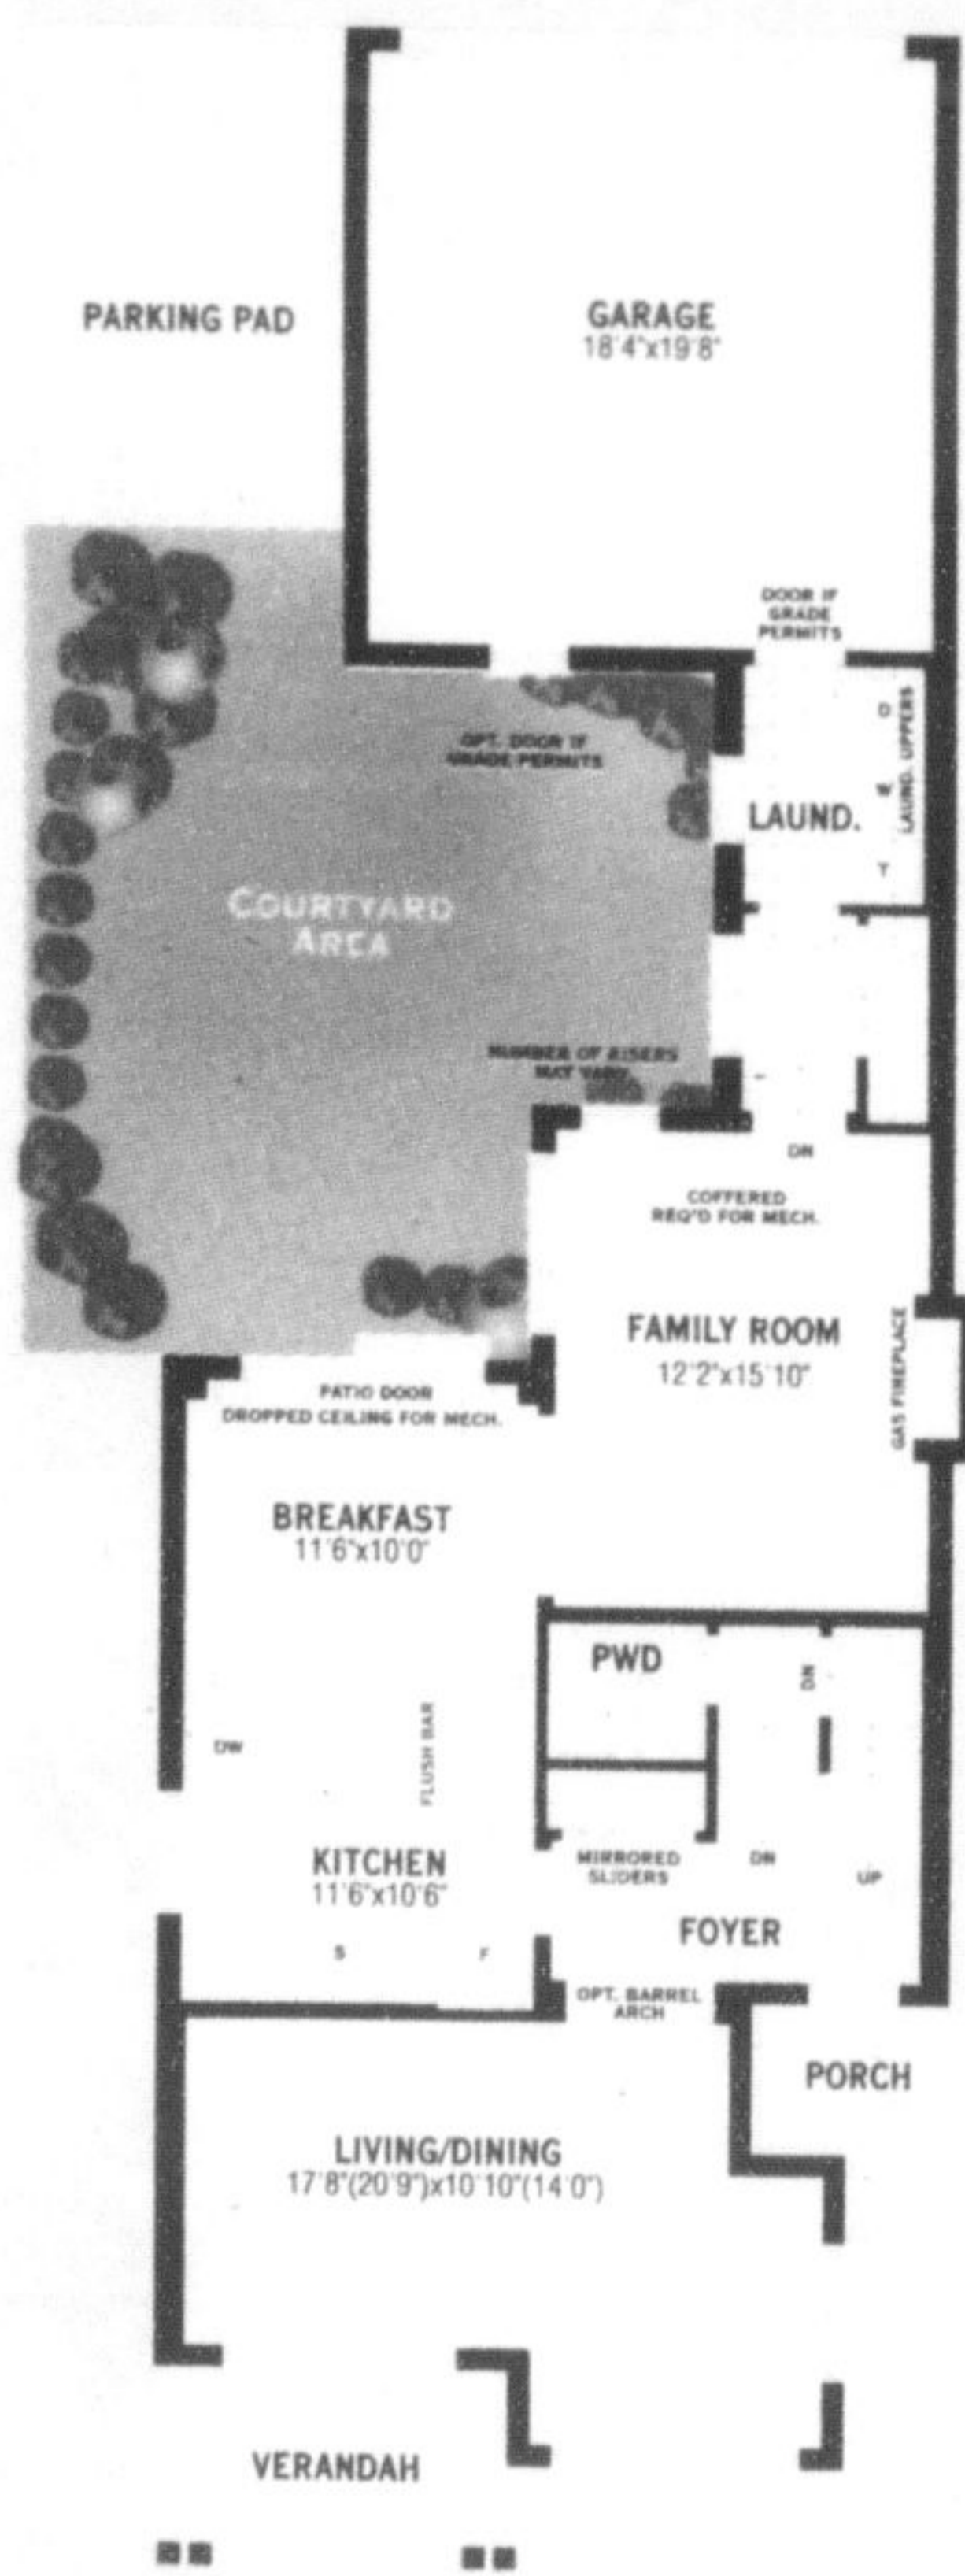 PARKING PAD
GARAGE
18'4"x19'8"
DOOR IF
GRADE
PERMITS
OPT. DOOR IF
GRADE PERMITS
D
W
T
LAUND. UPPERS
LAUND.
COURTYARD
AREA
NUMBER OF RISERS
MAY VARY
DN
COFFERED
REQ'D FOR MECH.
FAMILY ROOM
12'2"x15'10"
GAS FIREPLACE
PATIO DOOR
DROPPED CEILING FOR MECH.
BREAKFAST
11'6"x10'0"
PWD
DN
DW
FLUSH BAR
KITCHEN
11'6"x10'6"
MIRRORED
SLIDERS
DN
UP
FOYER
S
F
OPT. BARREL
ARCH
PORCH
LIVING/DINING
17'8"(20'9")x10'10"(14'0")
VERANDAH